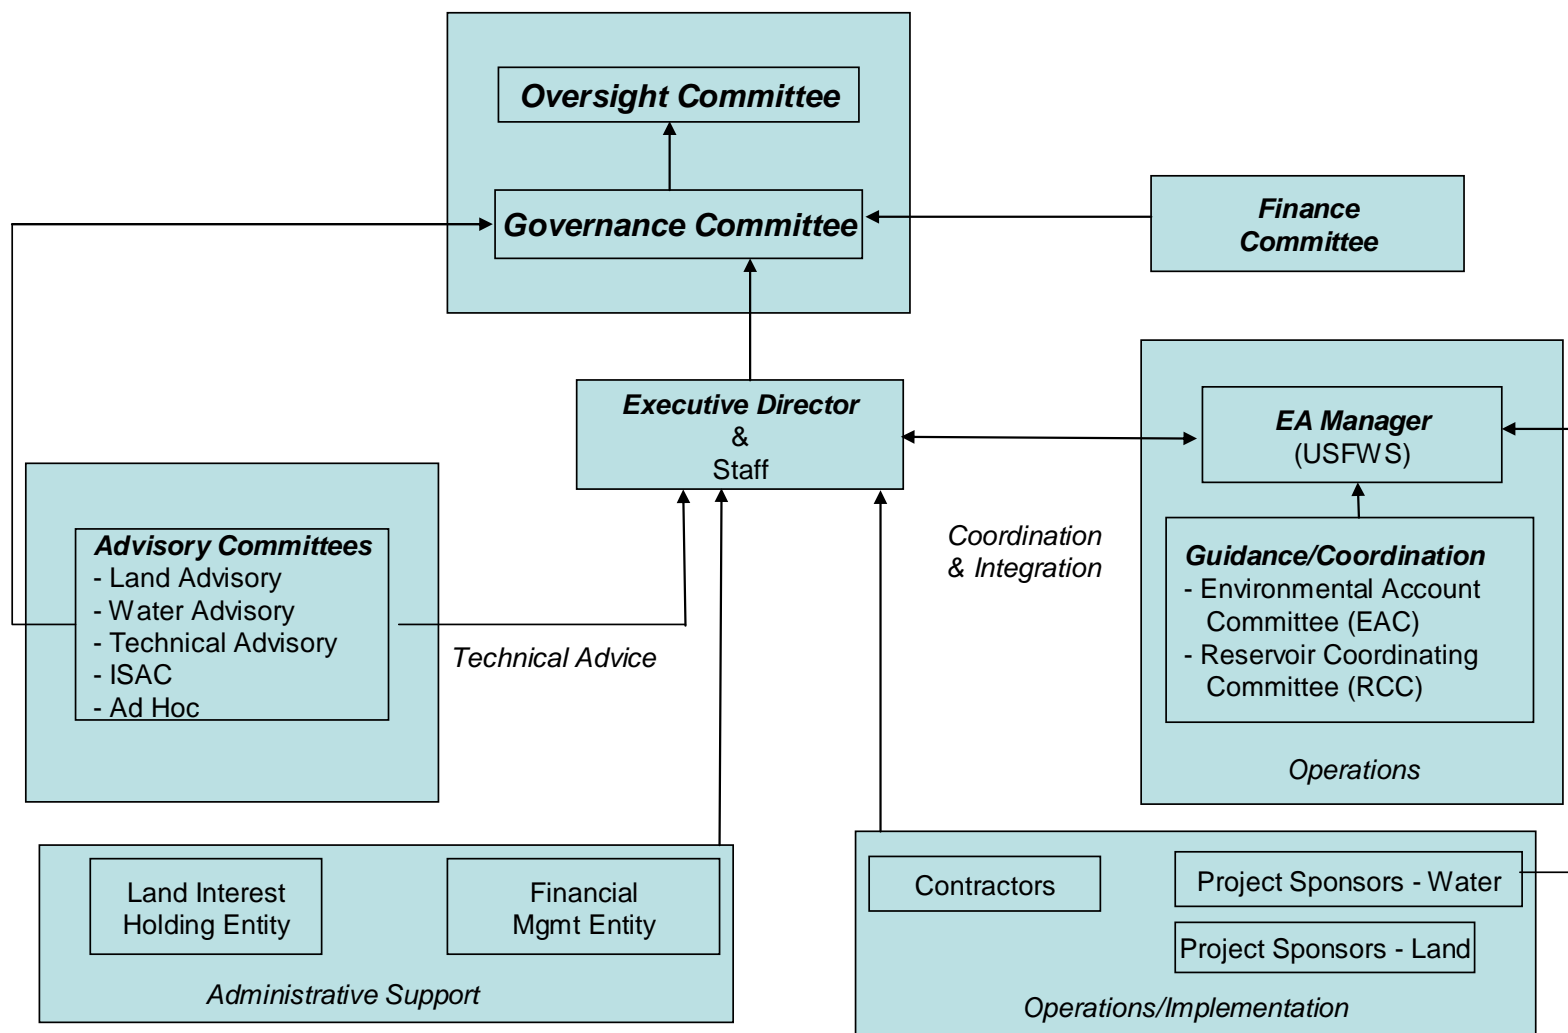 Oversight Committee
Governance Committee
Finance
Committee
Executive Director
&
Staff
EA Manager
(USFWS)
Advisory Committees
- Land Advisory
- Water Advisory
- Technical Advisory
- ISAC
- Ad Hoc
Technical Advice
Coordination
& Integration
Guidance/Coordination
- Environmental Account
Committee (EAC)
- Reservoir Coordinating
Committee (RCC)
Operations
Land Interest
Holding Entity
Financial
Mgmt Entity
Administrative Support
Contractors
Project Sponsors - Water
Project Sponsors - Land
Operations/Implementation